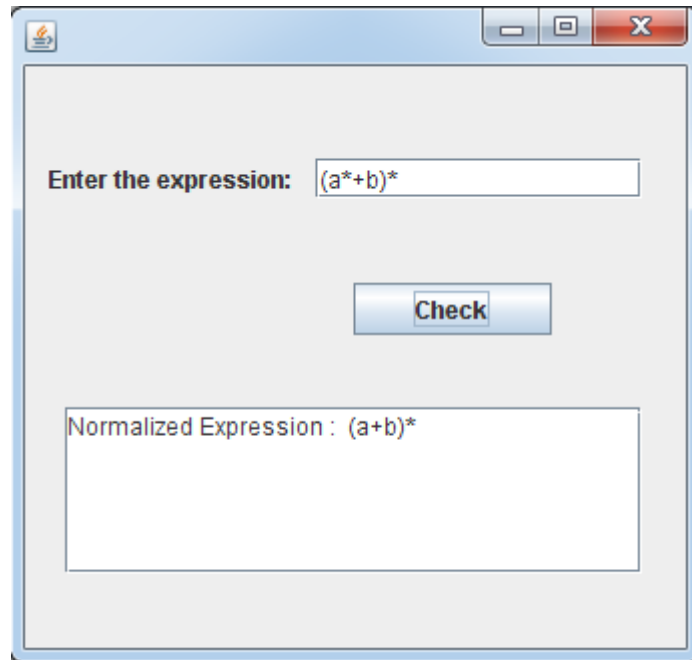 Enter the expression: (a*+b)*
Check
Normalized Expression : (a+b)*